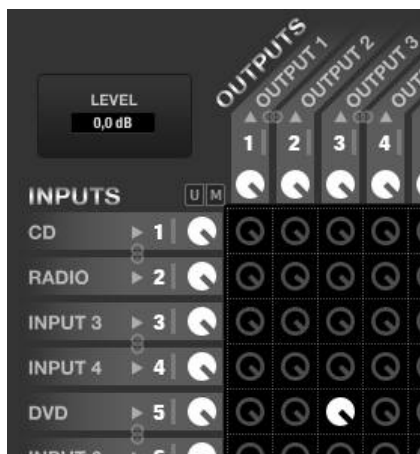 OUTPUTS
OUTPUT 1
OUTPUT 2
OUTPUT 3
OUT
LEVEL
0,0 dB
1 2 3 4
INPUTS U M
CD 1
RADIO 2
INPUT 3 3
INPUT 4 4
DVD 5